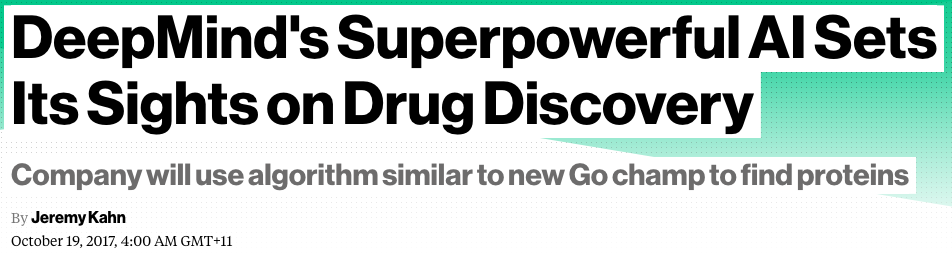 DeepMind's Superpowerful AI Sets
Its Sights on Drug Discovery
Company will use algorithm similar to new Go champ to find proteins
By Jeremy Kahn
October 19, 2017, 4:00 AM GMT+11